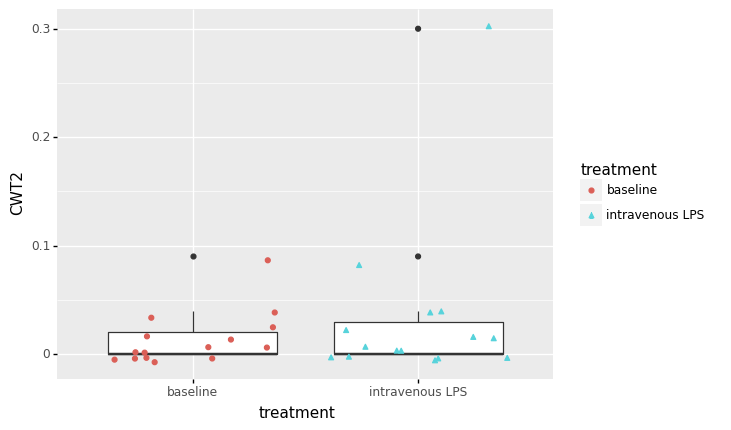 0.3
0.2
0.1
0
CWT2
baseline
intravenous LPS
treatment
treatment
baseline
intravenous LPS